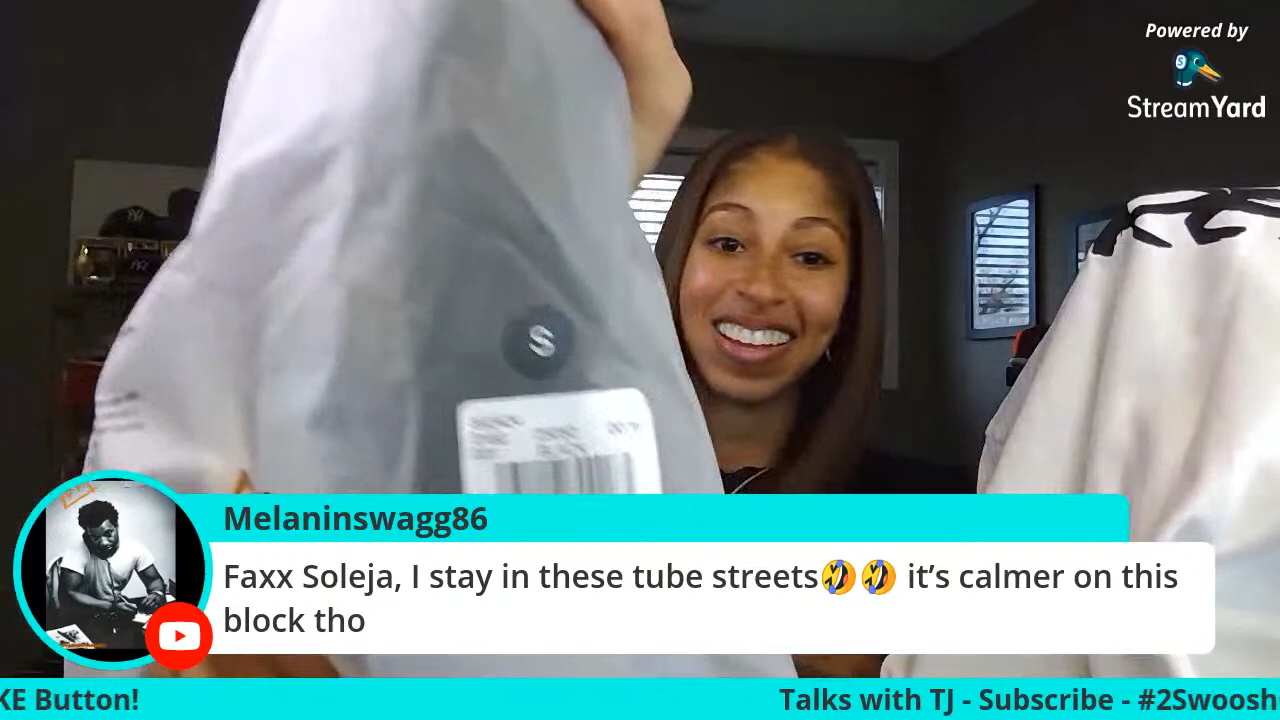 Powered by
StreamYard
S
Melaninswagg86
Faxx Soleja, I stay in these tube streets🤣🤣 it’s calmer on this
block tho
KE Button!
Talks with TJ - Subscribe - #2Swoosh